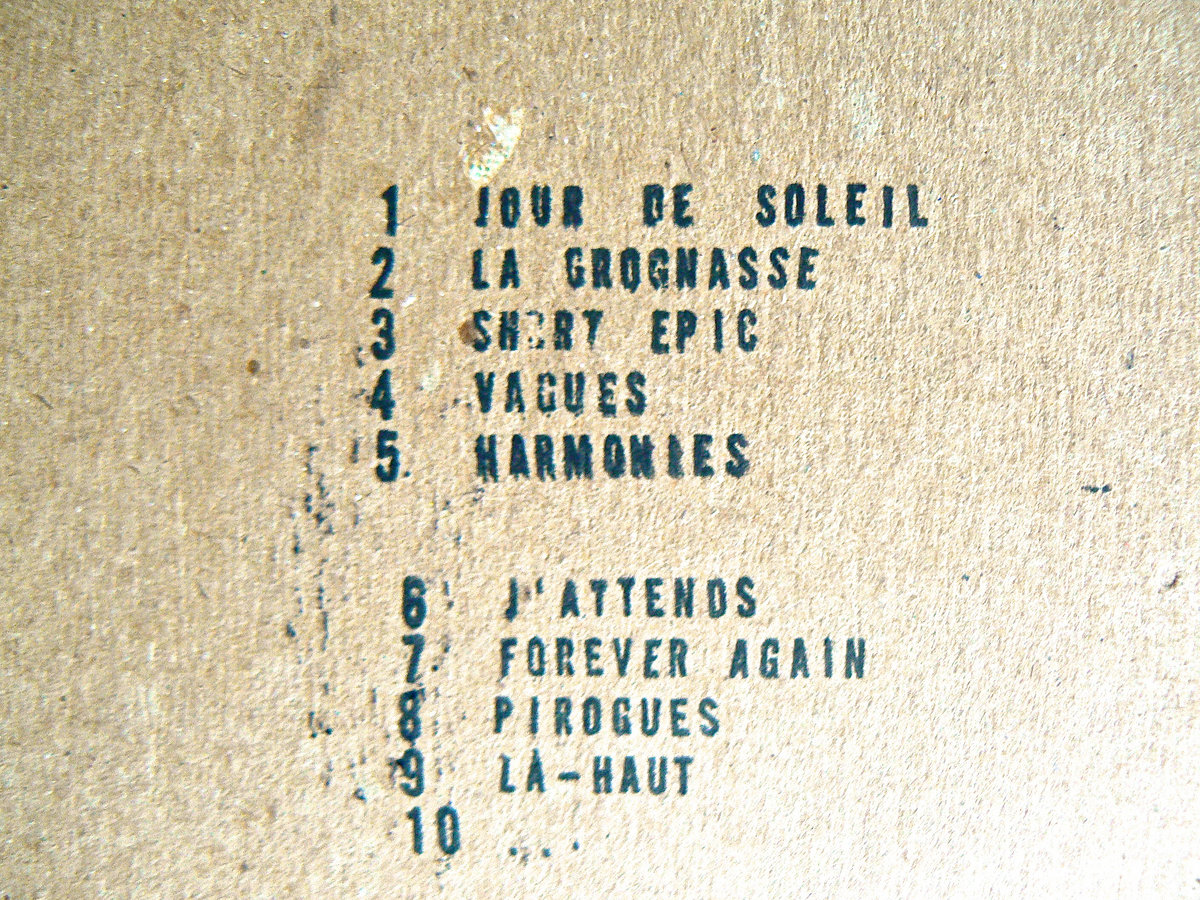 1 JOUR DE SOLEIL
2 LA GROGNASSE
3 SHORT EPIC
4 VAGUES
5 HARMONIES
6 J'ATTENDS
7 FOREVER AGAIN
8 PIROGUES
9 LÀ-HAUT
10 ...